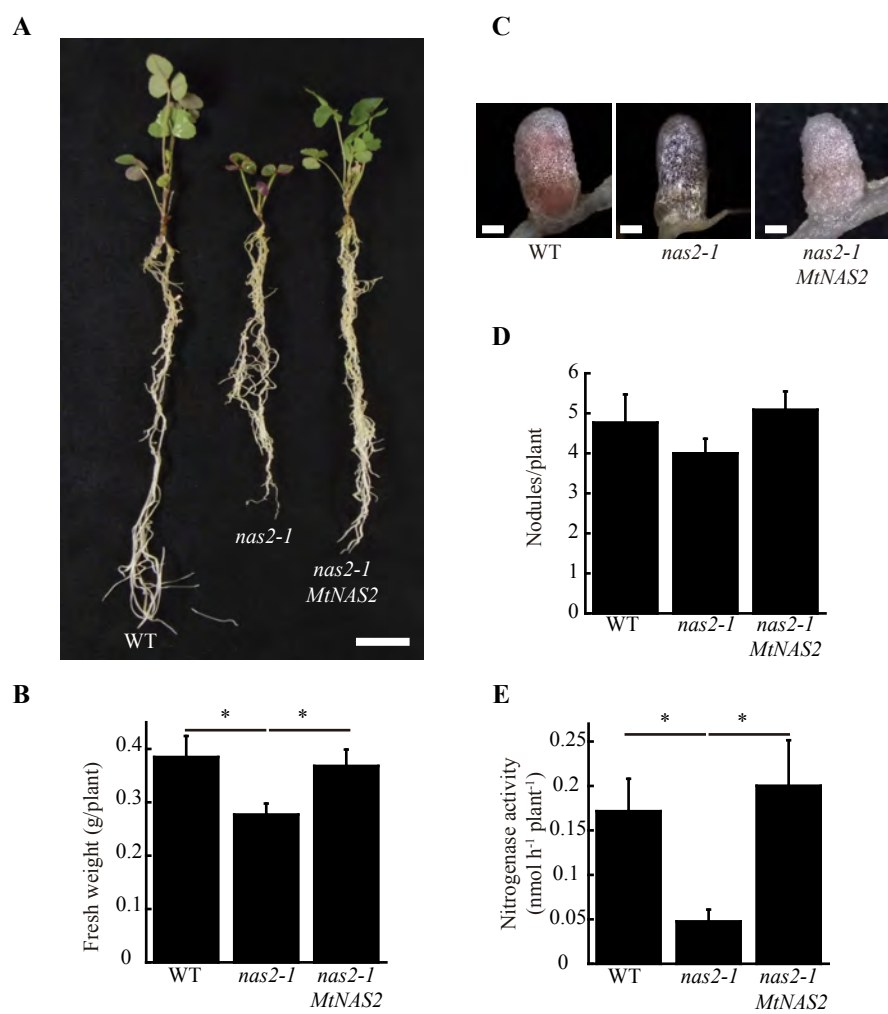 A
WT
nas2-1
nas2-1
MtNAS2
B
Fresh weight (g/plant)
0.4
0.3
0.2
0.1
0
* *
WT nas2-1 nas2-1
MtNAS2
C
WT nas2-1 nas2-1
MtNAS2
D
Nodules/plant
6
5
4
3
4
1
0
WT nas2-1 nas2-1
MtNAS2
E
Nitrogenase activity
(nmol h⁻¹ plant⁻¹)
0.25
0.2
0.15
0.1
0.05
0
* *
WT nas2-1 nas2-1
MtNAS2